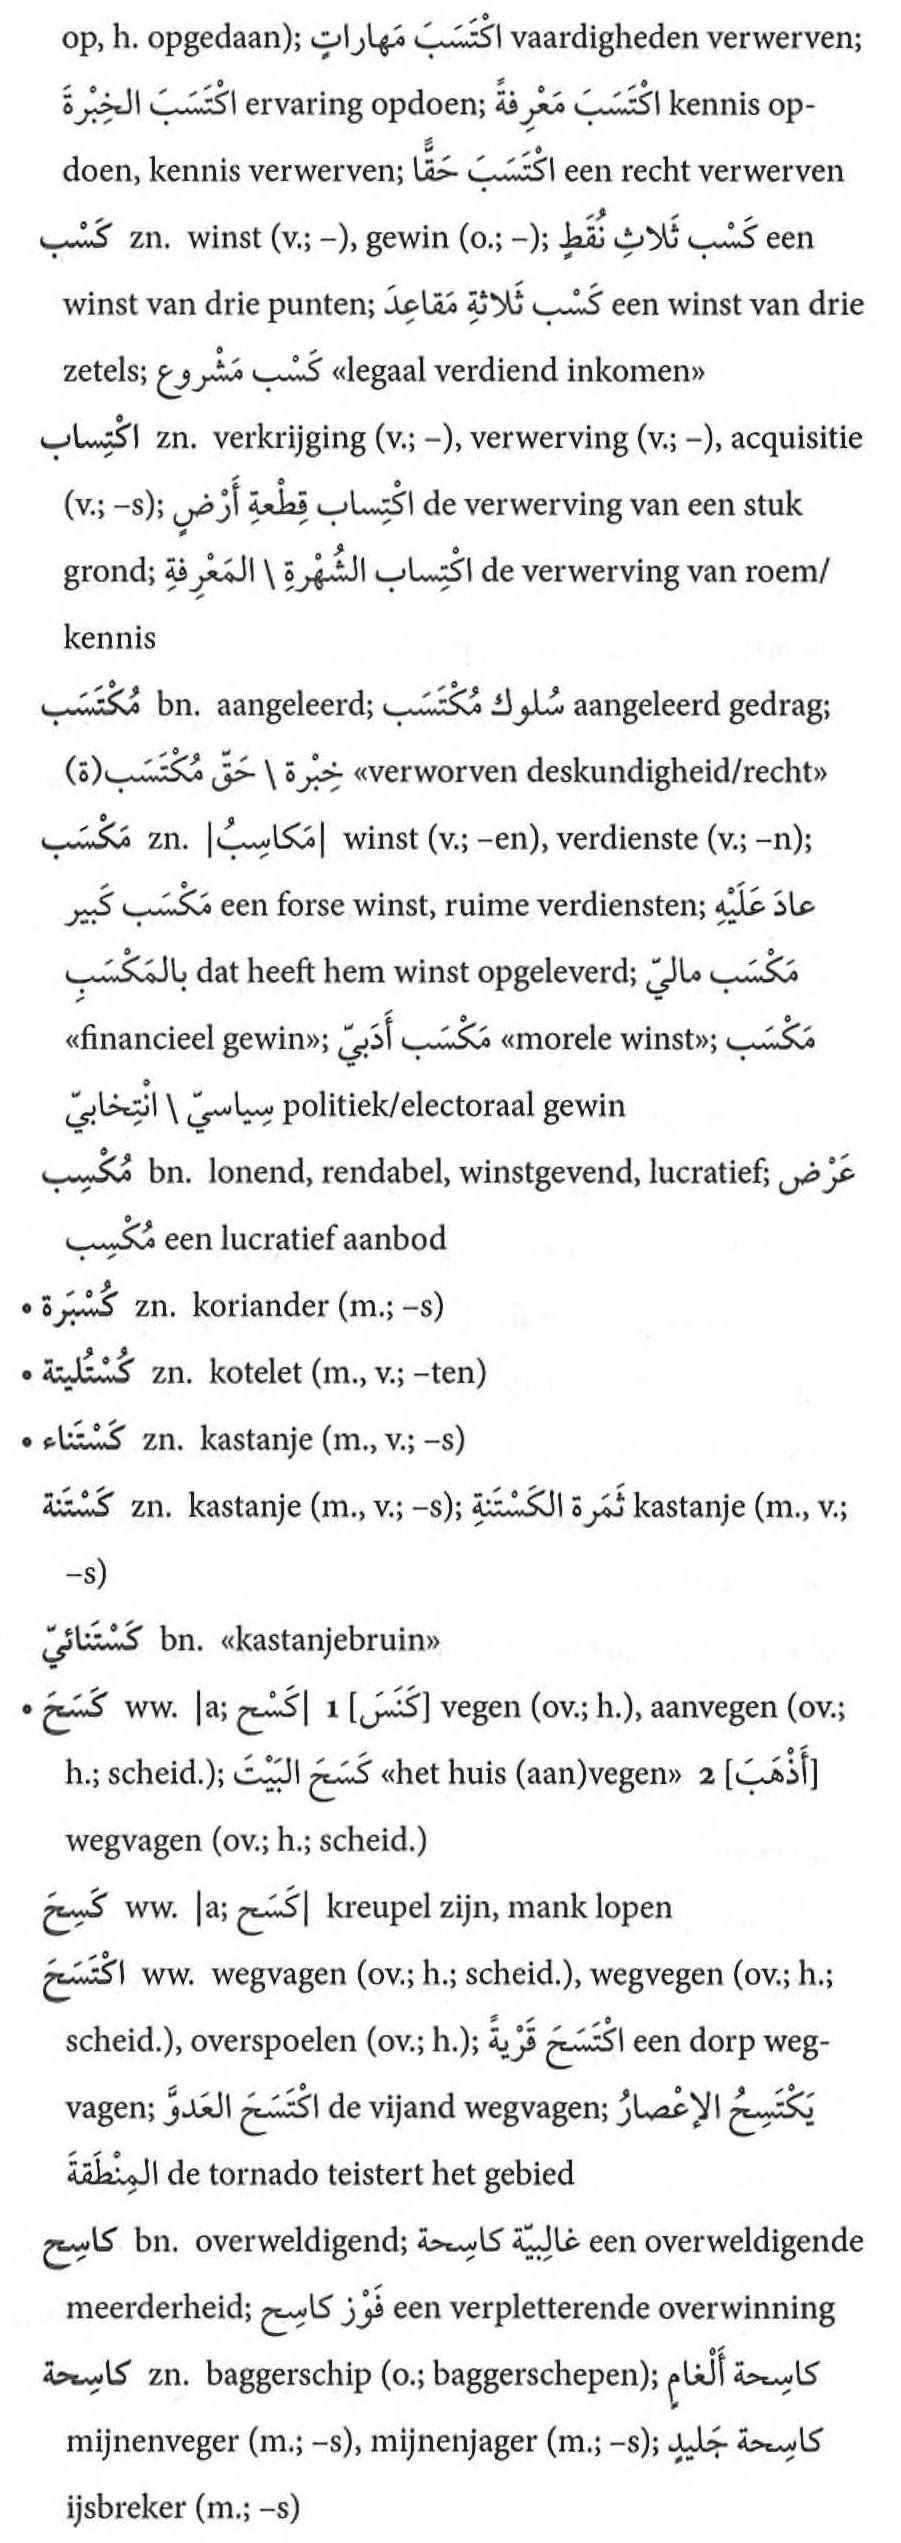 op, h. opgedaan); اكْتَسَبَ مَهاراتٍ vaardigheden verwerven;
اكْتَسَبَ الخِبْرةَ ervaring opdoen; اكْتَسَبَ مَعْرِفةً kennis op-
doen, kennis verwerven; اكْتَسَبَ حَقًّا een recht verwerven
كَسْب zn. winst (v.; –), gewin (o.; –); كَسْب ثَلاثِ نُقَطٍ een
winst van drie punten; كَسْب ثَلاثةِ مَقاعِدَ een winst van drie
zetels; كَسْب مَشْروع «legaal verdiend inkomen»
اكْتِساب zn. verkrijging (v.; –), verwerving (v.; –), acquisitie
(v.; –s); اكْتِساب قِطْعةِ أَرْضٍ de verwerving van een stuk
grond; اكْتِساب الشُهْرةِ \ المَعْرِفةِ de verwerving van roem/
kennis
مُكْتَسَب bn. aangeleerd; سُلوك مُكْتَسَب aangeleerd gedrag;
خِبْرة \ حَقّ مُكْتَسَب(ة) «verworven deskundigheid/recht»
مَكْسَب zn. |مَكاسِبُ| winst (v.; –en), verdienste (v.; –n);
مَكْسَب كَبير een forse winst, ruime verdiensten; عادَ عَلَيْهِ
بِالمَكْسَبِ dat heeft hem winst opgeleverd; مَكْسَب ماليّ
«financieel gewin»; مَكْسَب أَدَبيّ «morele winst»; مَكْسَب
سِياسيّ \ انْتِخابيّ politiek/electoraal gewin
مُكْسِب bn. lonend, rendabel, winstgevend, lucratief; عَرْض
مُكْسِب een lucratief aanbod
• كُسْبَرة zn. koriander (m.; –s)
• كُسْتُليتة zn. kotelet (m., v.; –ten)
• كَسْتَناء zn. kastanje (m., v.; –s)
كَسْتَنة zn. kastanje (m., v.; –s); ثَمَرة الكَسْتَنةِ kastanje (m., v.;
–s)
كَسْتَنائيّ bn. «kastanjebruin»
• كَسَحَ ww. |a; كَسْح| 1 [كَنَسَ] vegen (ov.; h.), aanvegen (ov.;
h.; scheid.); كَسَحَ البَيْتَ «het huis (aan)vegen» 2 [أَذْهَبَ]
wegvagen (ov.; h.; scheid.)
كَسِحَ ww. |a; كَسَح| kreupel zijn, mank lopen
اكْتَسَحَ ww. wegvagen (ov.; h.; scheid.), wegvegen (ov.; h.;
scheid.), overspoelen (ov.; h.); اكْتَسَحَ قَرْيةً een dorp weg-
vagen; اكْتَسَحَ العَدوَّ de vijand wegvagen; يَكْتَسِحُ الإعْصارُ
المِنْطَقةَ de tornado teistert het gebied
كاسِح bn. overweldigend; غالِبيّة كاسِحة een overweldigende
meerderheid; فَوْز كاسِح een verpletterende overwinning
كاسِحة zn. baggerschip (o.; baggerschepen); كاسِحة أَلْغامٍ
mijnenveger (m.; –s), mijnenjager (m.; –s); كاسِحة جَليدٍ
ijsbreker (m.; –s)